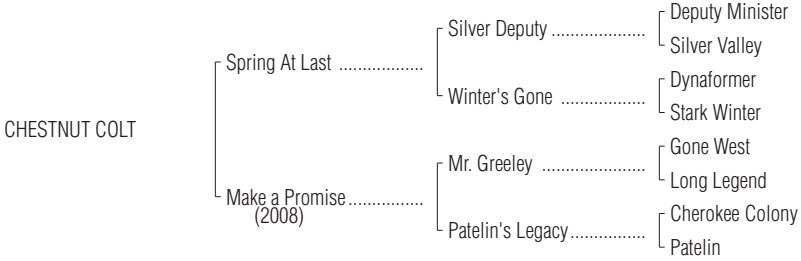 Deputy Minister
Silver Deputy ....................
Silver Valley
Spring At Last ..................
Dynaformer
Winter's Gone ..................
Stark Winter
CHESTNUT COLT
Gone West
Mr. Greeley ......................
Long Legend
Make a Promise................
(2008)
Cherokee Colony
Patelin's Legacy................
Patelin